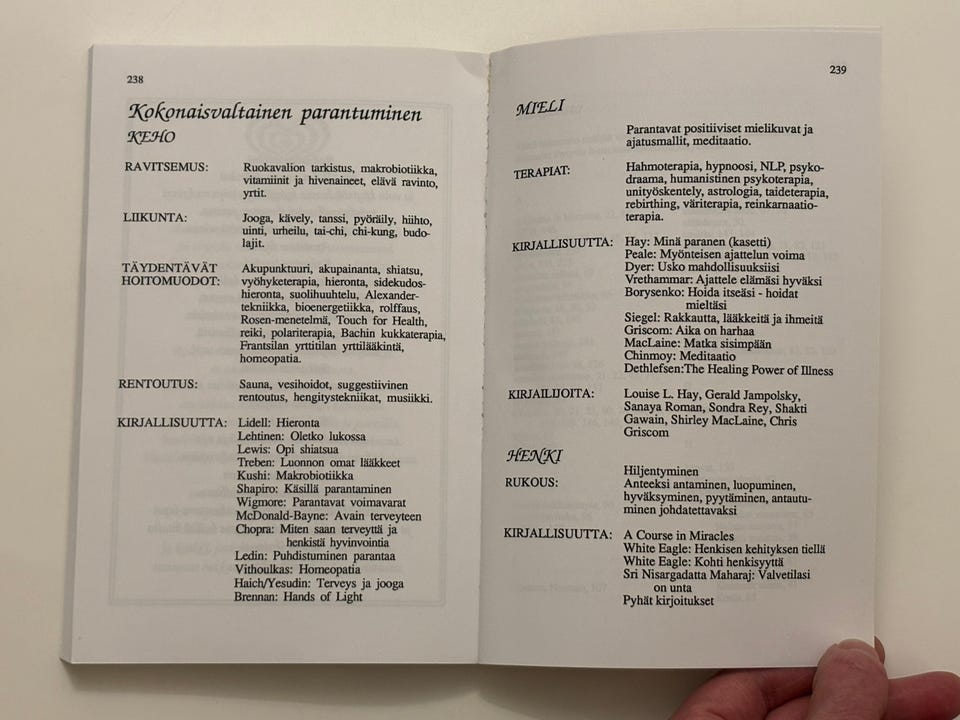 238
Kokonaisvaltainen parantuminen
KEHO
RAVITSEMUS: Ruokavalion tarkistus, makrobiotiikka,
vitamiinit ja hivenaineet, elävä ravinto,
yrtit.
LIIKUNTA: Jooga, kävely, tanssi, pyöräily, hiihto,
uinti, urheilu, tai-chi, chi-kung, budo-
lajit.
TÄYDENTÄVÄT Akupunktuuri, akupainanta, shiatsu,
HOITOMUODOT: vyöhyketerapia, hieronta, sidekudos-
hieronta, suolihuuhtelu, Alexander-
tekniikka, bioenergetiikka, rolffaus,
Rosen-menetelmä, Touch for Health,
reiki, polariterapia, Bachin kukkaterapia,
Frantsilan yrttitilan yrttilääkintä,
homeopatia.
RENTOUTUS: Sauna, vesihoidot, suggestiivinen
rentoutus, hengitystekniikat, musiikki.
KIRJALLISUUTTA: Lidell: Hieronta
Lehtinen: Oletko lukossa
Lewis: Opi shiatsua
Treben: Luonnon omat lääkkeet
Kushi: Makrobiotiikka
Shapiro: Käsillä parantaminen
Wigmore: Parantavat voimavarat
McDonald-Bayne: Avain terveyteen
Chopra: Miten saan terveyttä ja
henkistä hyvinvointia
Ledin: Puhdistuminen parantaa
Vithoulkas: Homeopatia
Haich/Yesudin: Terveys ja jooga
Brennan: Hands of Light
239
MIELI
Parantavat positiiviset mielikuvat ja
ajatusmallit, meditaatio.
TERAPIAT: Hahmoterapia, hypnoosi, NLP, psyko-
draama, humanistinen psykoterapia,
unityöskentely, astrologia, taideterapia,
rebirthing, väriterapia, reinkarnaatio-
terapia.
KIRJALLISUUTTA: Hay: Minä paranen (kasetti)
Peale: Myönteisen ajattelun voima
Dyer: Usko mahdollisuuksiisi
Vrethammar: Ajattele elämäsi hyväksi
Borysenko: Hoida itseäsi - hoidat
mieltäsi
Siegel: Rakkautta, lääkkeitä ja ihmeitä
Griscom: Aika on harhaa
MacLaine: Matka sisimpään
Chinmoy: Meditaatio
Dethlefsen:The Healing Power of Illness
KIRJAILIJOITA: Louise L. Hay, Gerald Jampolsky,
Sanaya Roman, Sondra Rey, Shakti
Gawain, Shirley MacLaine, Chris
Griscom
HENKI
Hiljentyminen
RUKOUS: Anteeksi antaminen, luopuminen,
hyväksyminen, pyytäminen, antautu-
minen johdatettavaksi
KIRJALLISUUTTA: A Course in Miracles
White Eagle: Henkisen kehityksen tiellä
White Eagle: Kohti henkisyyttä
Sri Nisargadatta Maharaj: Valvetilasi
on unta
Pyhät kirjoitukset